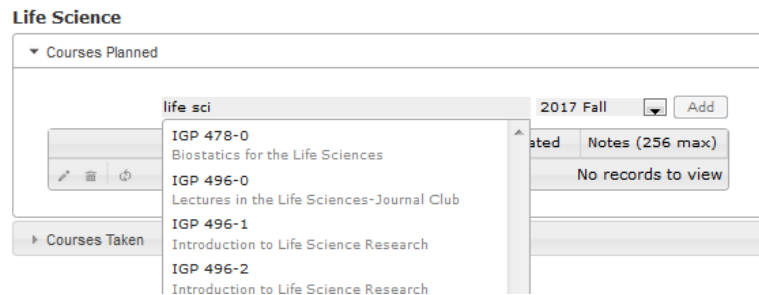 Life Science
Courses Planned
life sci 2017 Fall Add
IGP 478-0
Biostatics for the Life Sciences
ated Notes (256 max)
IGP 496-0
Lectures in the Life Sciences-Journal Club
No records to view
IGP 496-1
Introduction to Life Science Research
Courses Taken
IGP 496-2
Introduction to Life Science Research